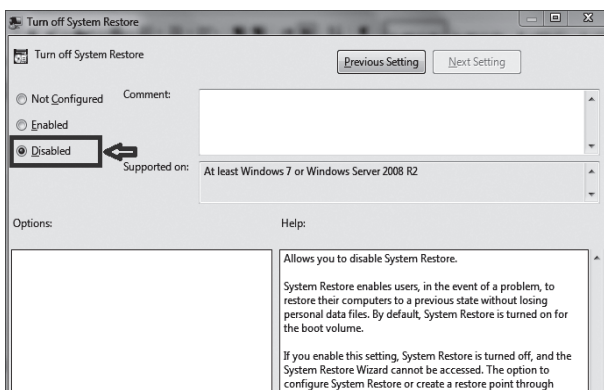 Turn off System Restore
Turn off System Restore
Previous Setting
Next Setting
Not Configured
Comment:
Enabled
Disabled
Supported on:
At least Windows 7 or Windows Server 2008 R2
Options:
Help:
Allows you to disable System Restore.
System Restore enables users, in the event of a problem, to
restore their computers to a previous state without losing
personal data files. By default, System Restore is turned on for
the boot volume.
If you enable this setting, System Restore is turned off, and the
System Restore Wizard cannot be accessed. The option to
configure System Restore or create a restore point through